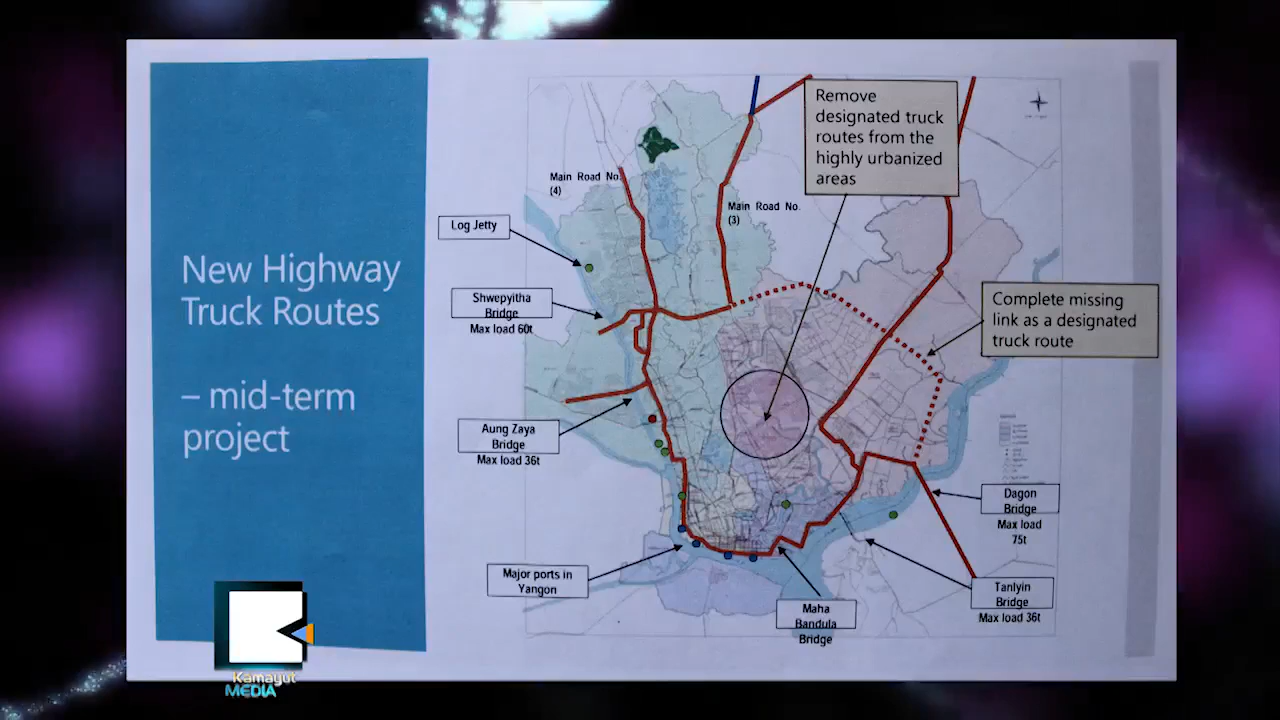 New Highway
Truck Routes
– mid-term
project
Remove
designated truck
routes from the
highly urbanized
areas
Main Road No.
(4)
Main Road No.
(3)
Log Jetty
Shwepyitha
Bridge
Max load 60t
Complete missing
link as a designated
truck route
Aung Zaya
Bridge
Max load 36t
Dagon
Bridge
Max load
75t
Major ports in
Yangon
Tanlyin
Bridge
Max load 36t
Maha
Bandula
Bridge
Kamayut
MEDIA